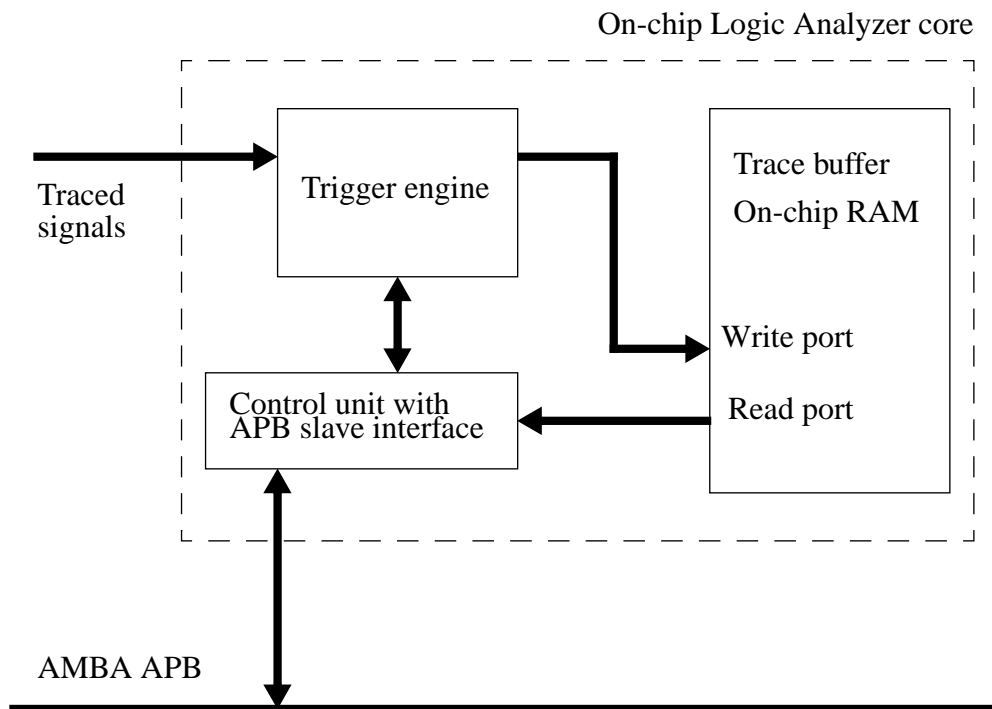 On-chip Logic Analyzer core
Traced
signals
Trigger engine
Trace buffer
On-chip RAM
Write port
Read port
Control unit with
APB slave interface
AMBA APB